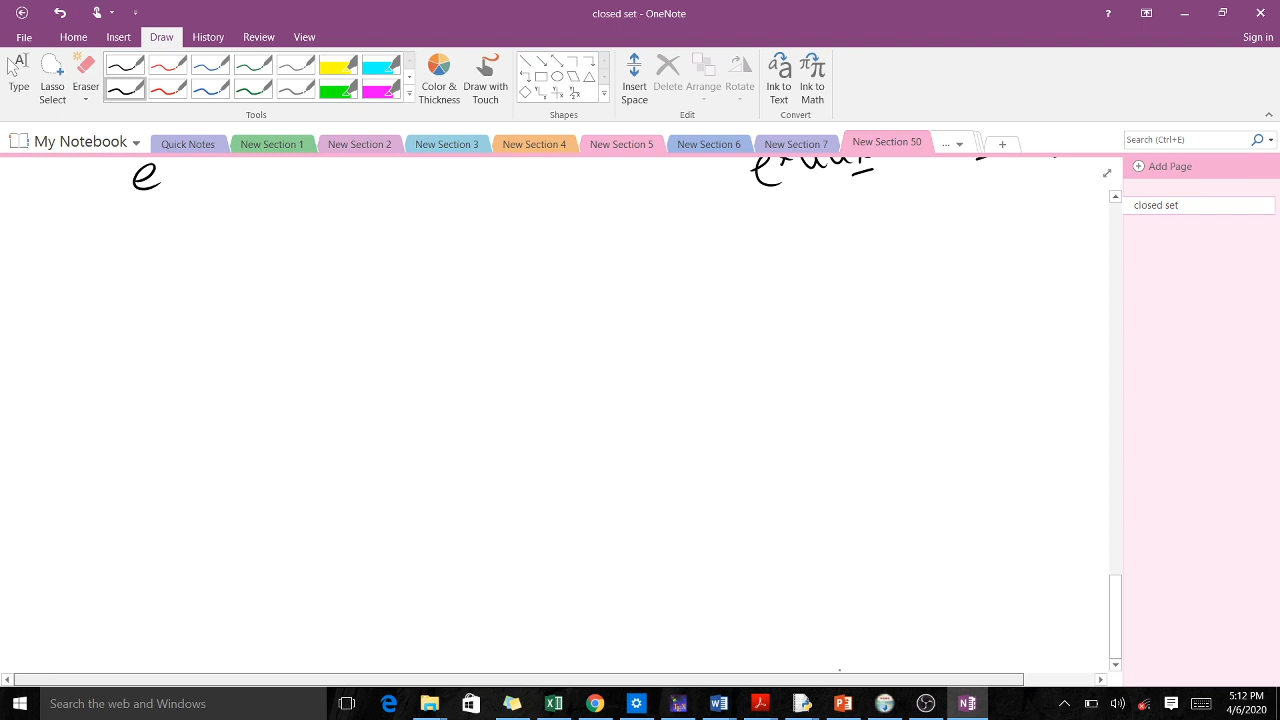 closed set - OneNote
?
File Home Insert Draw History Review View Sign in
Type Lasso Select Eraser Color & Thickness Draw with Touch Insert Space Delete Arrange Rotate Ink to Text Ink to Math
Tools Shapes Edit Convert
My Notebook Quick Notes New Section 1 New Section 2 New Section 3 New Section 4 New Section 5 New Section 6 New Section 7 New Section 50 ... + Search (Ctrl+E)
Add Page
e
closed set
Search the web and Windows
5:12 PM
4/6/2020